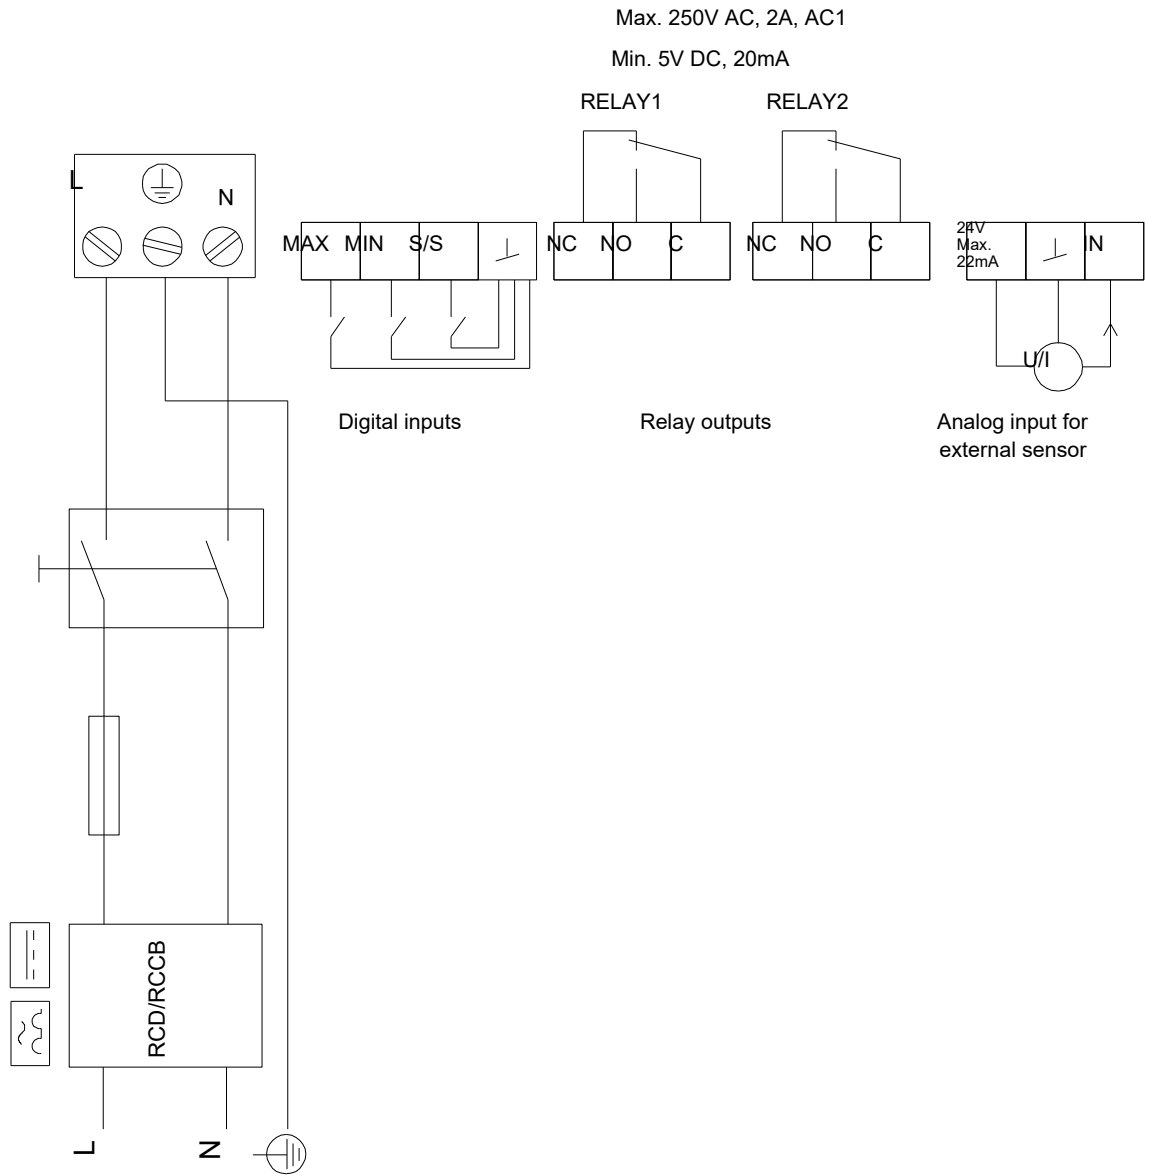 Max. 250V AC, 2A, AC1
Min. 5V DC, 20mA
RELAY1
RELAY2
L
N
MAX MIN S/S
NC NO C
NC NO C
24V
Max.
22mA
IN
U/I
Digital inputs
Relay outputs
Analog input for
external sensor
RCD/RCCB
L
N